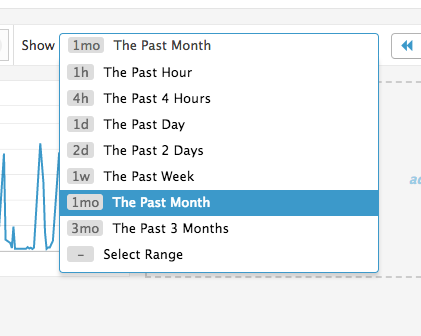 Show 1mo The Past Month
1h The Past Hour
4h The Past 4 Hours
1d The Past Day
2d The Past 2 Days
1w The Past Week
1mo The Past Month
3mo The Past 3 Months
– Select Range